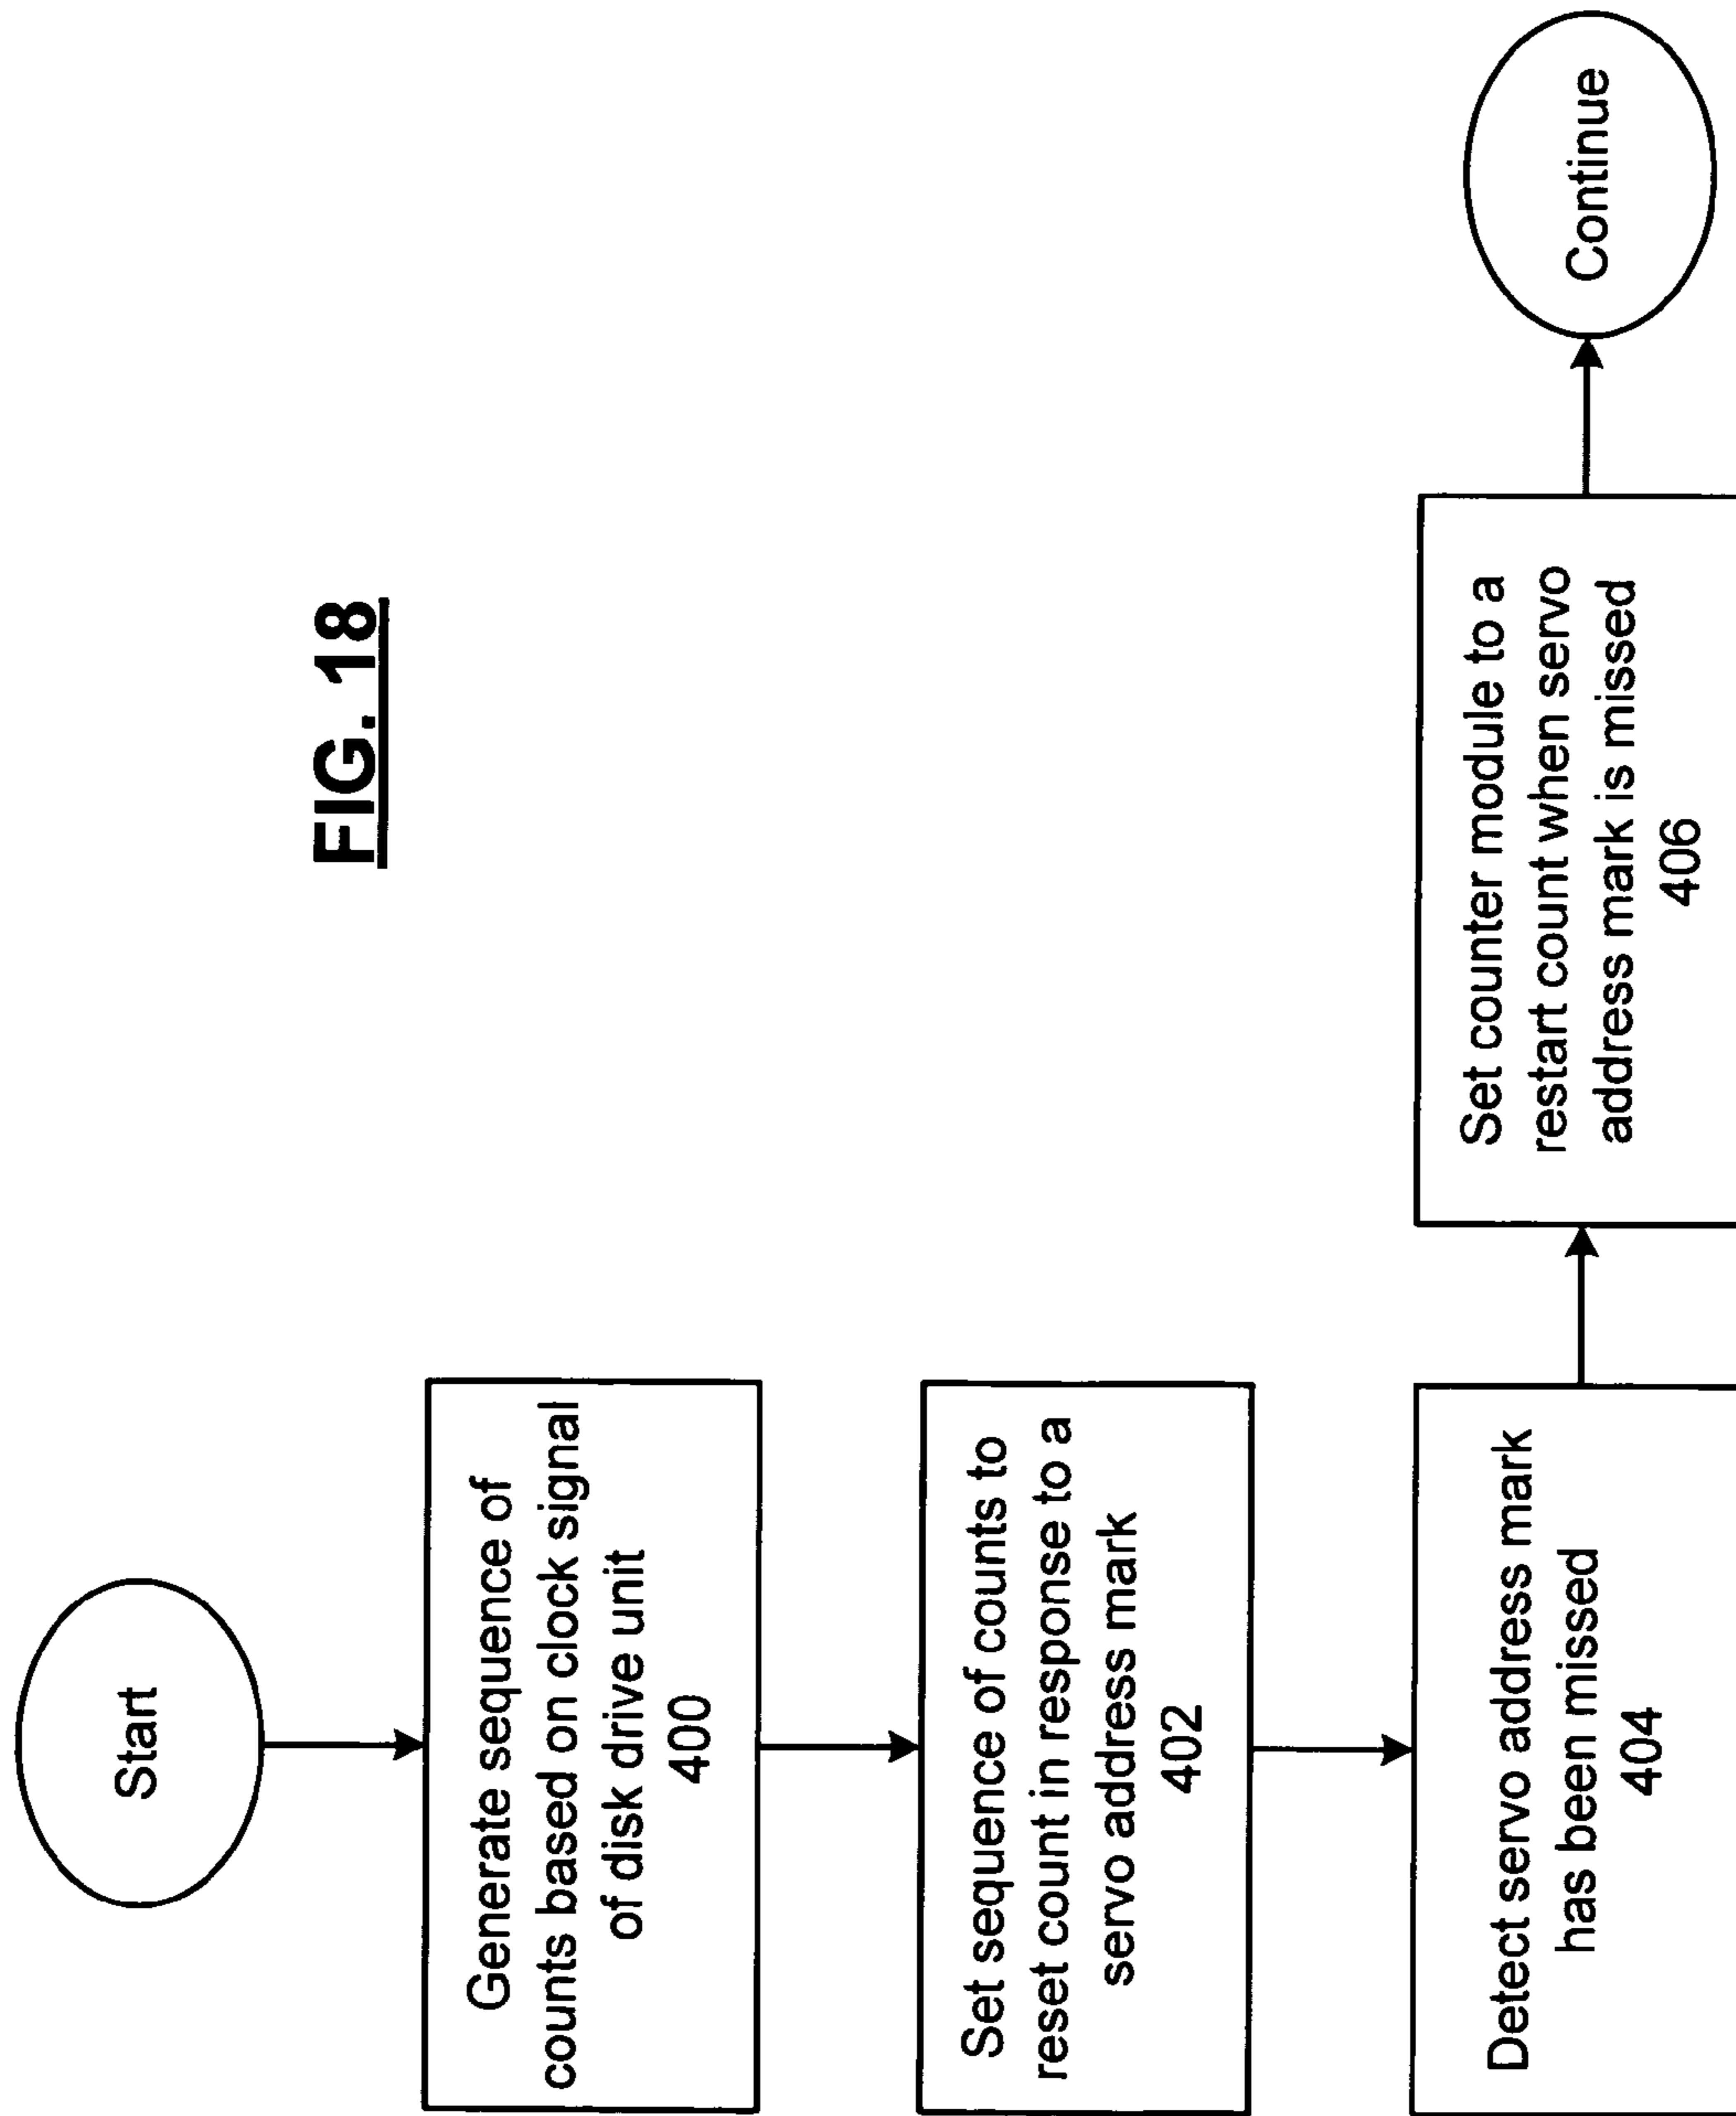 FIG. 18
Start
Generate sequence of
counts based on clock signal
of disk drive unit
400
Set sequence of counts to
reset count in response to a
servo address mark
402
Detect servo address mark
has been missed
404
Set counter module to a
restart count when servo
address mark is missed
406
Continue